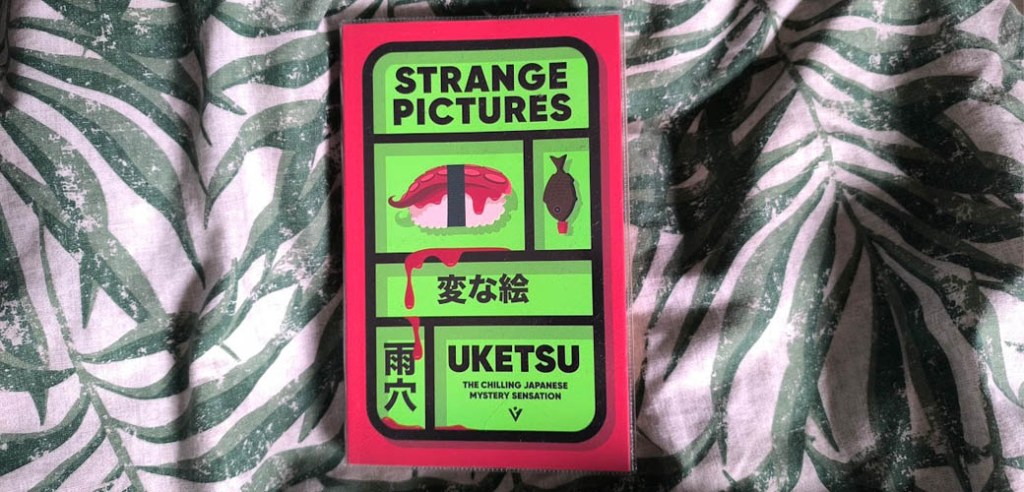 STRANGE
PICTURES
変な絵
雨穴
UKETSU
THE CHILLING JAPANESE
MYSTERY SENSATION